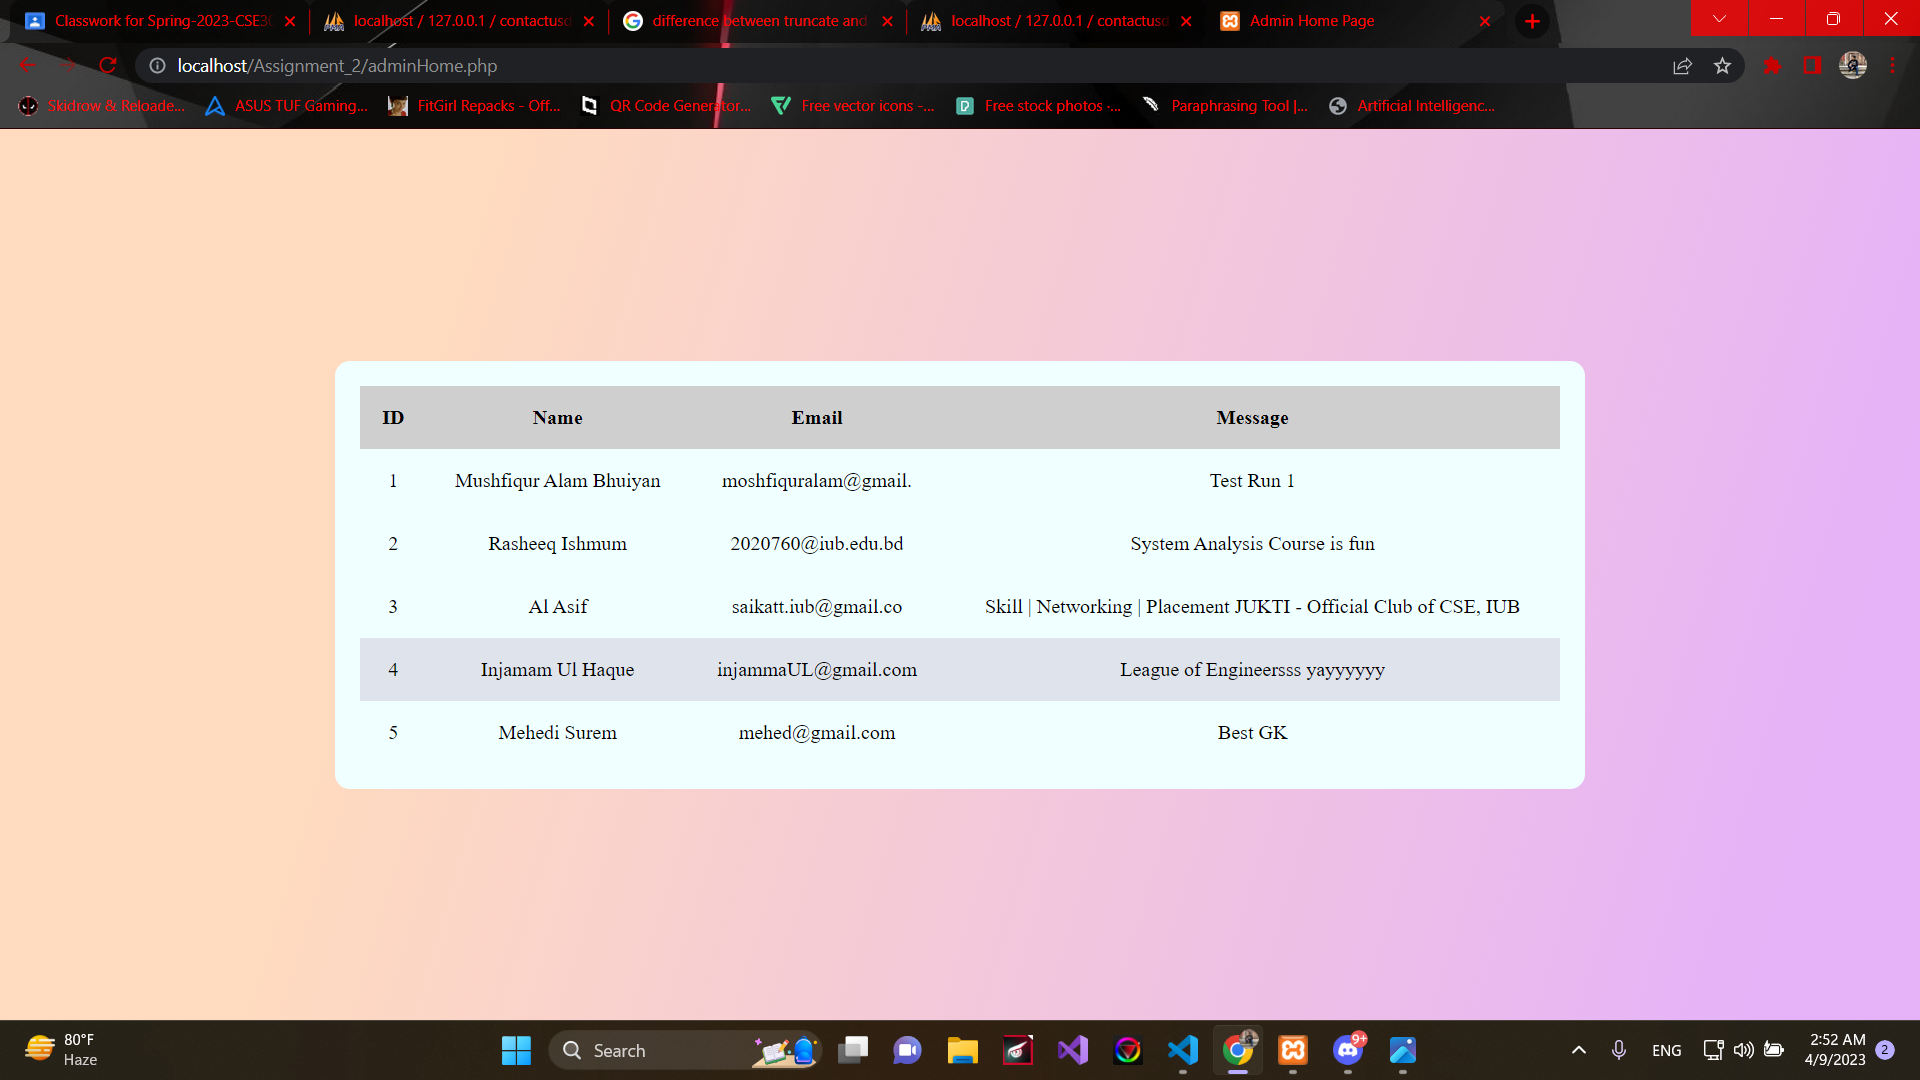 Classwork for Spring-2023-CSE30
localhost / 127.0.0.1 / contactusd
difference between truncate and
localhost / 127.0.0.1 / contactusd
Admin Home Page
localhost/Assignment_2/adminHome.php
Skidrow & Reloade...
ASUS TUF Gaming...
FitGirl Repacks - Off...
QR Code Generator...
Free vector icons -...
Free stock photos -...
Paraphrasing Tool |...
Artificial Intelligenc...
ID Name Email Message
1 Mushfiqur Alam Bhuiyan moshfiquralam@gmail. Test Run 1
2 Rasheeq Ishmum 2020760@iub.edu.bd System Analysis Course is fun
3 Al Asif saikatt.iub@gmail.co Skill | Networking | Placement JUKTI - Official Club of CSE, IUB
4 Injamam Ul Haque injammaUL@gmail.com League of Engineersss yayyyyyy
5 Mehedi Surem mehed@gmail.com Best GK
80°F
Haze
Search
9+
ENG
2:52 AM
4/9/2023
2